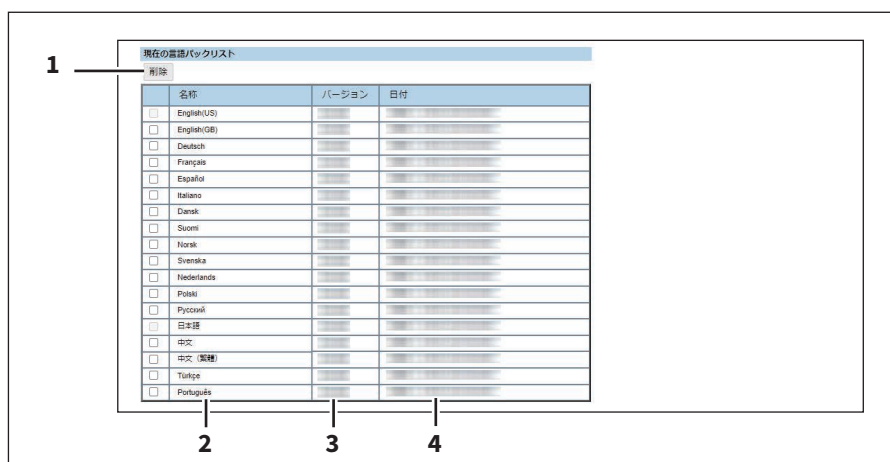 現在の言語パックリスト
1
削除
名称 バージョン 日付
English(US)
English(GB)
Deutsch
Français
Español
Italiano
Dansk
Suomi
Norsk
Svenska
Nederlands
Polski
Русский
日本語
中文
中文（繁體）
Türkçe
Português
2 3 4